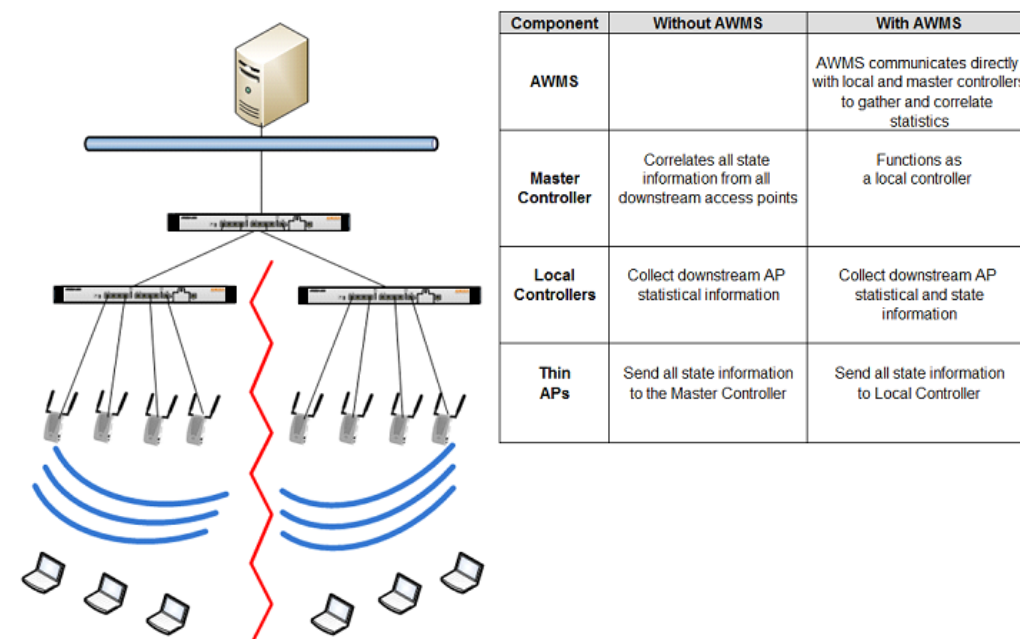 Component Without AWMS With AWMS
AWMS
AWMS communicates directly
with local and master controllers
to gather and correlate
statistics
Master
Controller
Correlates all state
information from all
downstream access points
Functions as
a local controller
Local
Controllers
Collect downstream AP
statistical information
Collect downstream AP
statistical and state
information
Thin
APs
Send all state information
to the Master Controller
Send all state information
to Local Controller